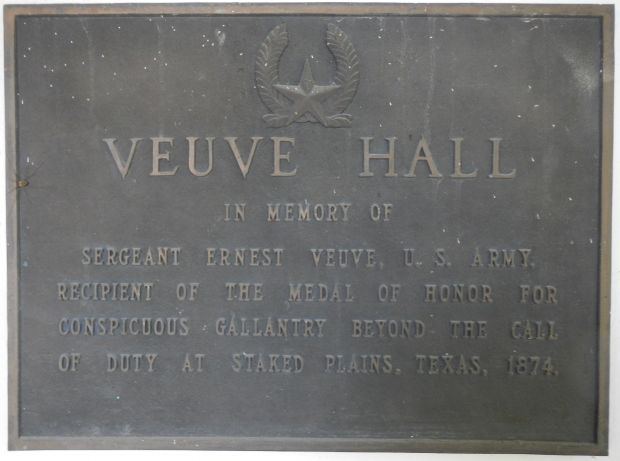 VEUVE HALL
IN MEMORY OF
SERGEANT ERNEST VEUVE, U. S. ARMY.
RECIPIENT OF THE MEDAL OF HONOR FOR
CONSPICUOUS GALLANTRY BEYOND THE CALL
OF DUTY AT STAKED PLAINS, TEXAS, 1874.